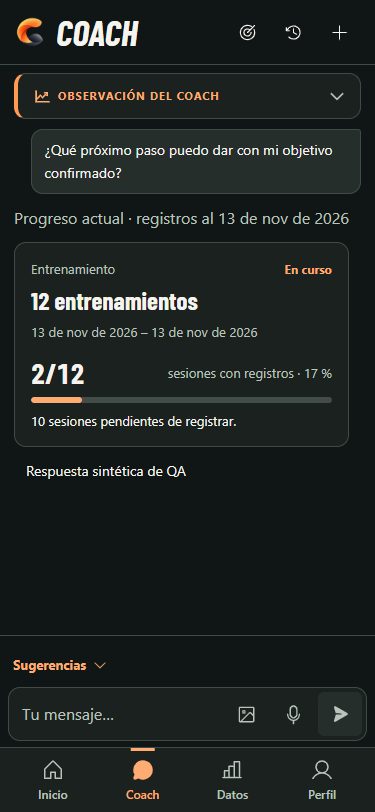 COACH
OBSERVACIÓN DEL COACH
¿Qué próximo paso puedo dar con mi objetivo
confirmado?
Progreso actual · registros al 13 de nov de 2026
Entrenamiento
En curso
12 entrenamientos
13 de nov de 2026 – 13 de nov de 2026
2/12
sesiones con registros · 17 %
10 sesiones pendientes de registrar.
Respuesta sintética de QA
Sugerencias
Tu mensaje...
Inicio
Coach
Datos
Perfil